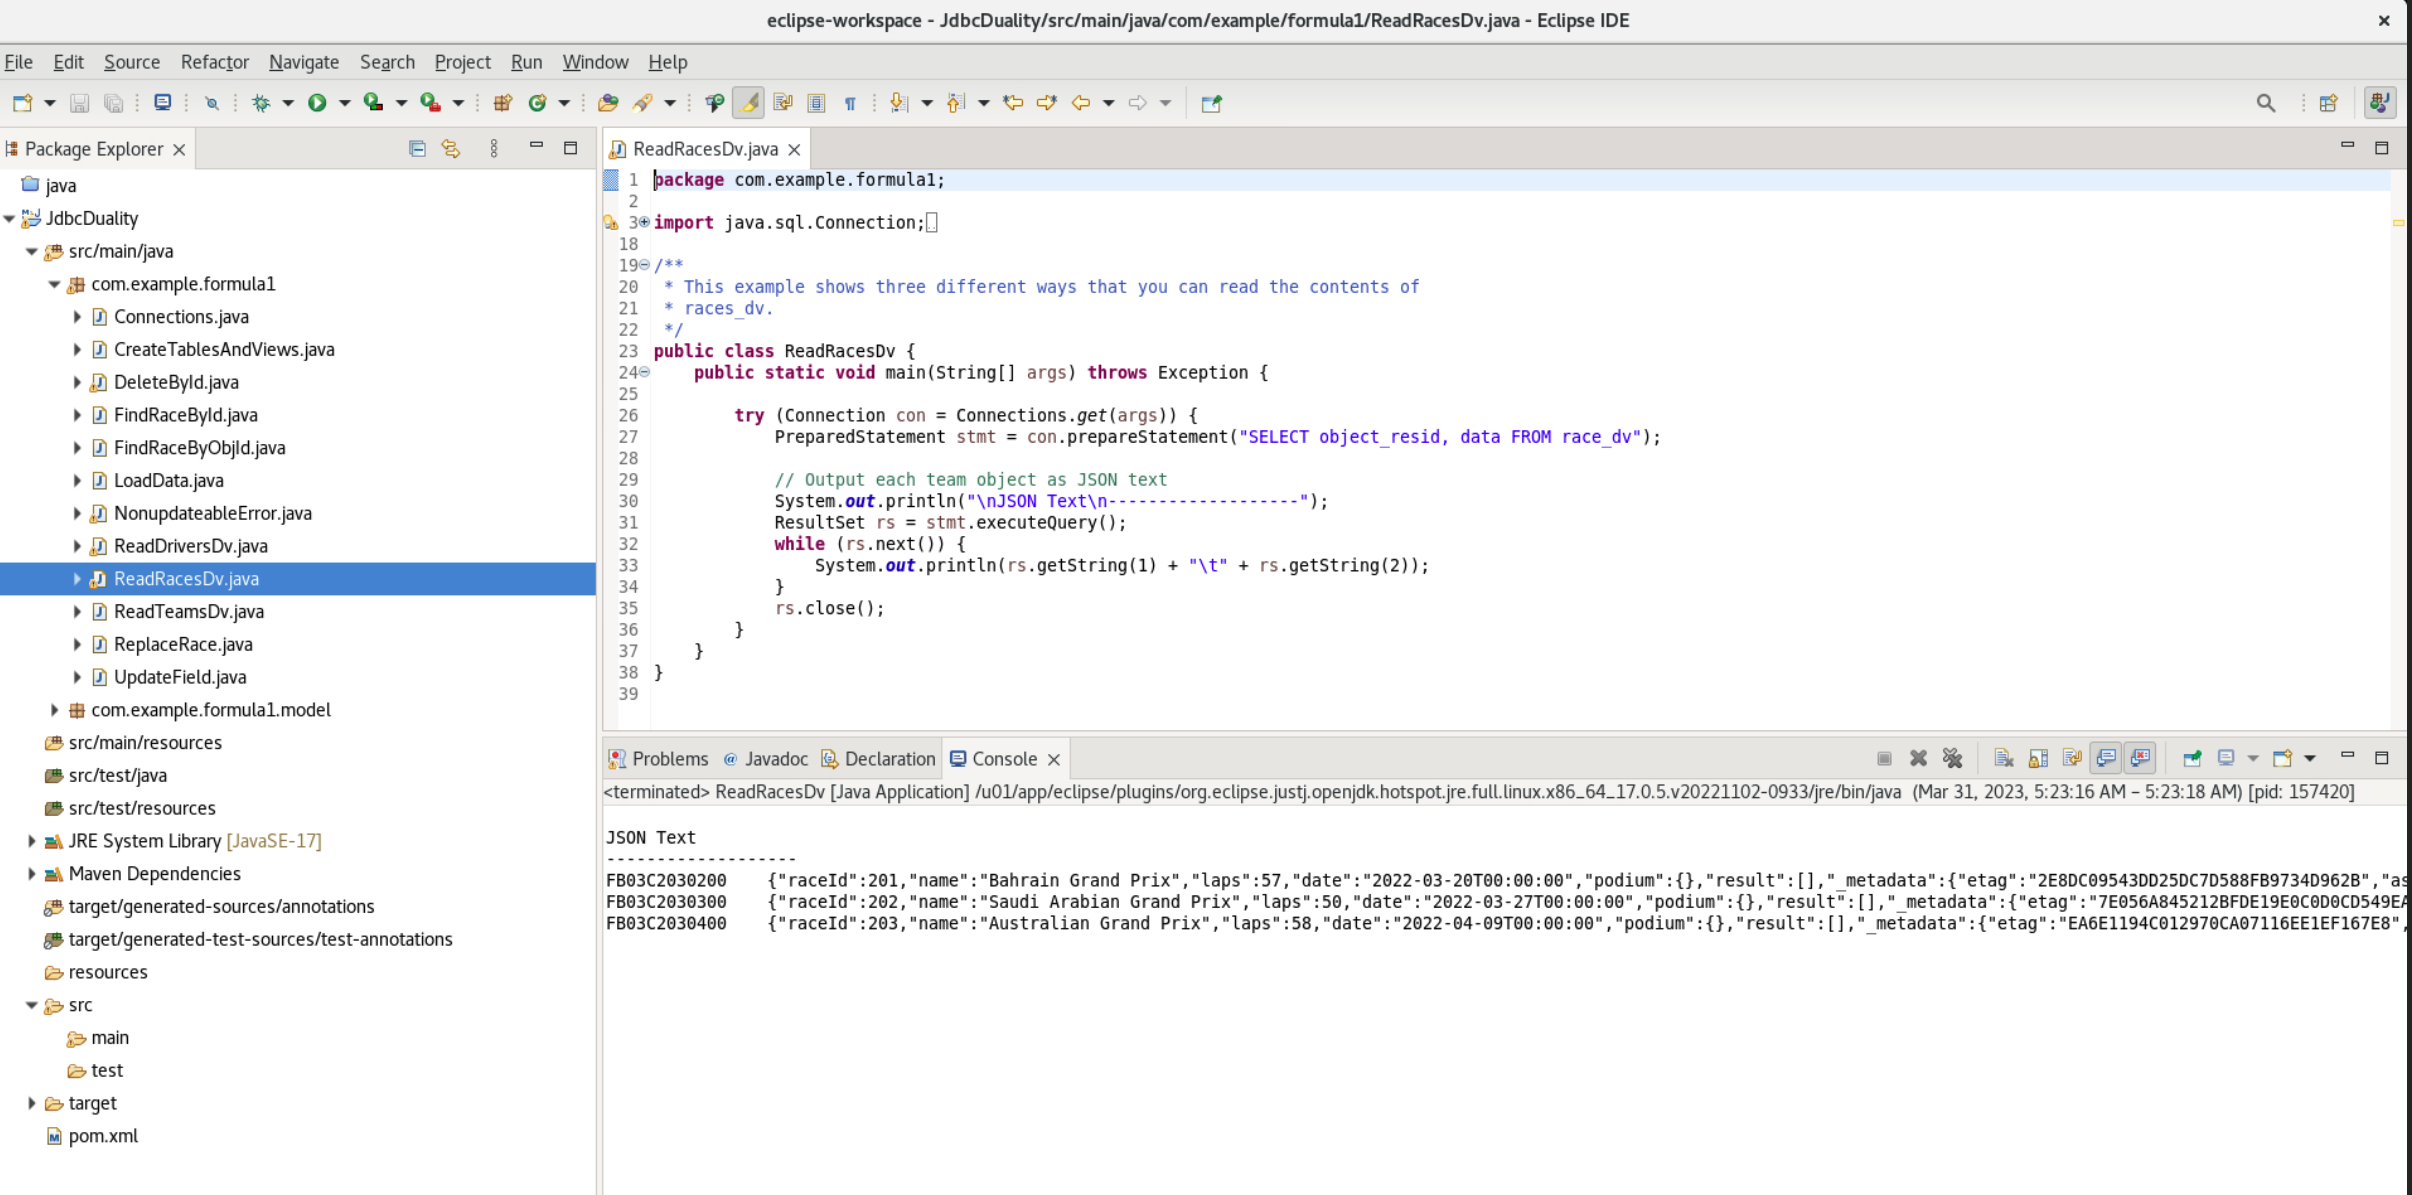 eclipse-workspace - JdbcDuality/src/main/java/com/example/formula1/ReadRacesDv.java - Eclipse IDE
File Edit Source Refactor Navigate Search Project Run Window Help
Package Explorer
java
JdbcDuality
src/main/java
com.example.formula1
Connections.java
CreateTablesAndViews.java
DeleteById.java
FindRaceById.java
FindRaceByObjId.java
LoadData.java
NonupdateableError.java
ReadDriversDv.java
ReadRacesDv.java
ReadTeamsDv.java
ReplaceRace.java
UpdateField.java
com.example.formula1.model
src/main/resources
src/test/java
src/test/resources
JRE System Library [JavaSE-17]
Maven Dependencies
target/generated-sources/annotations
target/generated-test-sources/test-annotations
resources
src
main
test
target
pom.xml
ReadRacesDv.java
1 package com.example.formula1;
2
3 import java.sql.Connection;
18
19 /**
20 * This example shows three different ways that you can read the contents of
21 * races_dv.
22 */
23 public class ReadRacesDv {
24 public static void main(String[] args) throws Exception {
25
26 try (Connection con = Connections.get(args)) {
27 PreparedStatement stmt = con.prepareStatement("SELECT object_resid, data FROM race_dv");
28
29 // Output each team object as JSON text
30 System.out.println("\nJSON Text\n-------------------");
31 ResultSet rs = stmt.executeQuery();
32 while (rs.next()) {
33 System.out.println(rs.getString(1) + "\t" + rs.getString(2));
34 }
35 rs.close();
36 }
37 }
38 }
39
Problems @ Javadoc Declaration Console
<terminated> ReadRacesDv [Java Application] /u01/app/eclipse/plugins/org.eclipse.justj.openjdk.hotspot.jre.full.linux.x86_64_17.0.5.v20221102-0933/jre/bin/java (Mar 31, 2023, 5:23:16 AM – 5:23:18 AM) [pid: 157420]
JSON Text
-------------------
FB03C2030200 {"raceId":201,"name":"Bahrain Grand Prix","laps":57,"date":"2022-03-20T00:00:00","podium":{},"result":[],"_metadata":{"etag":"2E8DC09543DD25DC7D588FB9734D962B","as
FB03C2030300 {"raceId":202,"name":"Saudi Arabian Grand Prix","laps":50,"date":"2022-03-27T00:00:00","podium":{},"result":[],"_metadata":{"etag":"7E056A845212BFDE19E0C0D0CD549EA
FB03C2030400 {"raceId":203,"name":"Australian Grand Prix","laps":58,"date":"2022-04-09T00:00:00","podium":{},"result":[],"_metadata":{"etag":"EA6E1194C012970CA07116EE1EF167E8",